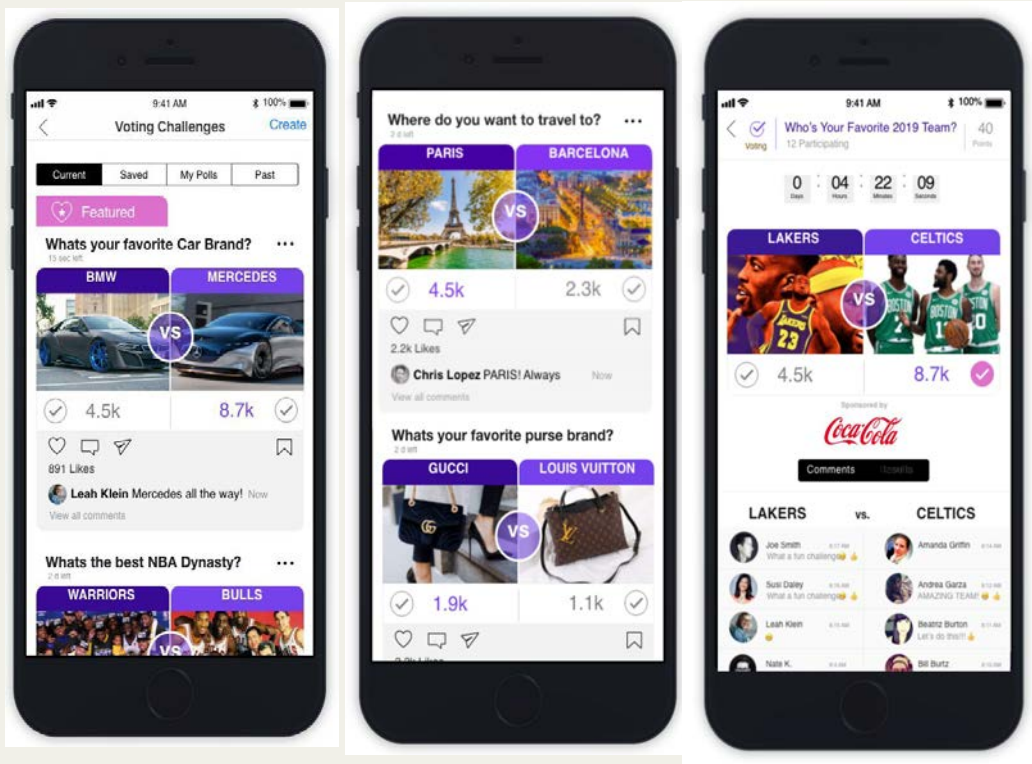 9:41 AM
100%
Voting Challenges
Create
Current Saved My Polls Past
Featured
Whats your favorite Car Brand?
15 sec left
BMW MERCEDES
VS
4.5k 8.7k
891 Likes
Leah Klein Mercedes all the way! Now
View all comments
Whats the best NBA Dynasty?
2 d left
WARRIORS BULLS
VS
Where do you want to travel to?
2 d left
PARIS BARCELONA
VS
4.5k 2.3k
2.2k Likes
Chris Lopez PARIS! Always Now
View all comments
Whats your favorite purse brand?
2 d left
GUCCI LOUIS VUITTON
VS
1.9k 1.1k
9:41 AM
100%
Who's Your Favorite 2019 Team? 40
Voting 12 Participating Points
0 : 04 : 22 : 09
Days Hours Minutes Seconds
LAKERS CELTICS
VS
LAKERS
23
BOSTON
BOSTON
4.5k 8.7k
Sponsored by
Coca-Cola
Comments Results
LAKERS vs. CELTICS
Joe Smith
What a fun challenge
Amanda Griffin
Susi Daley
What a fun challenge
Andrea Garza
AMAZING TEAM!
Leah Klein
Beatriz Burton
Let's do this!!!
Nate K.
Bill Burtz